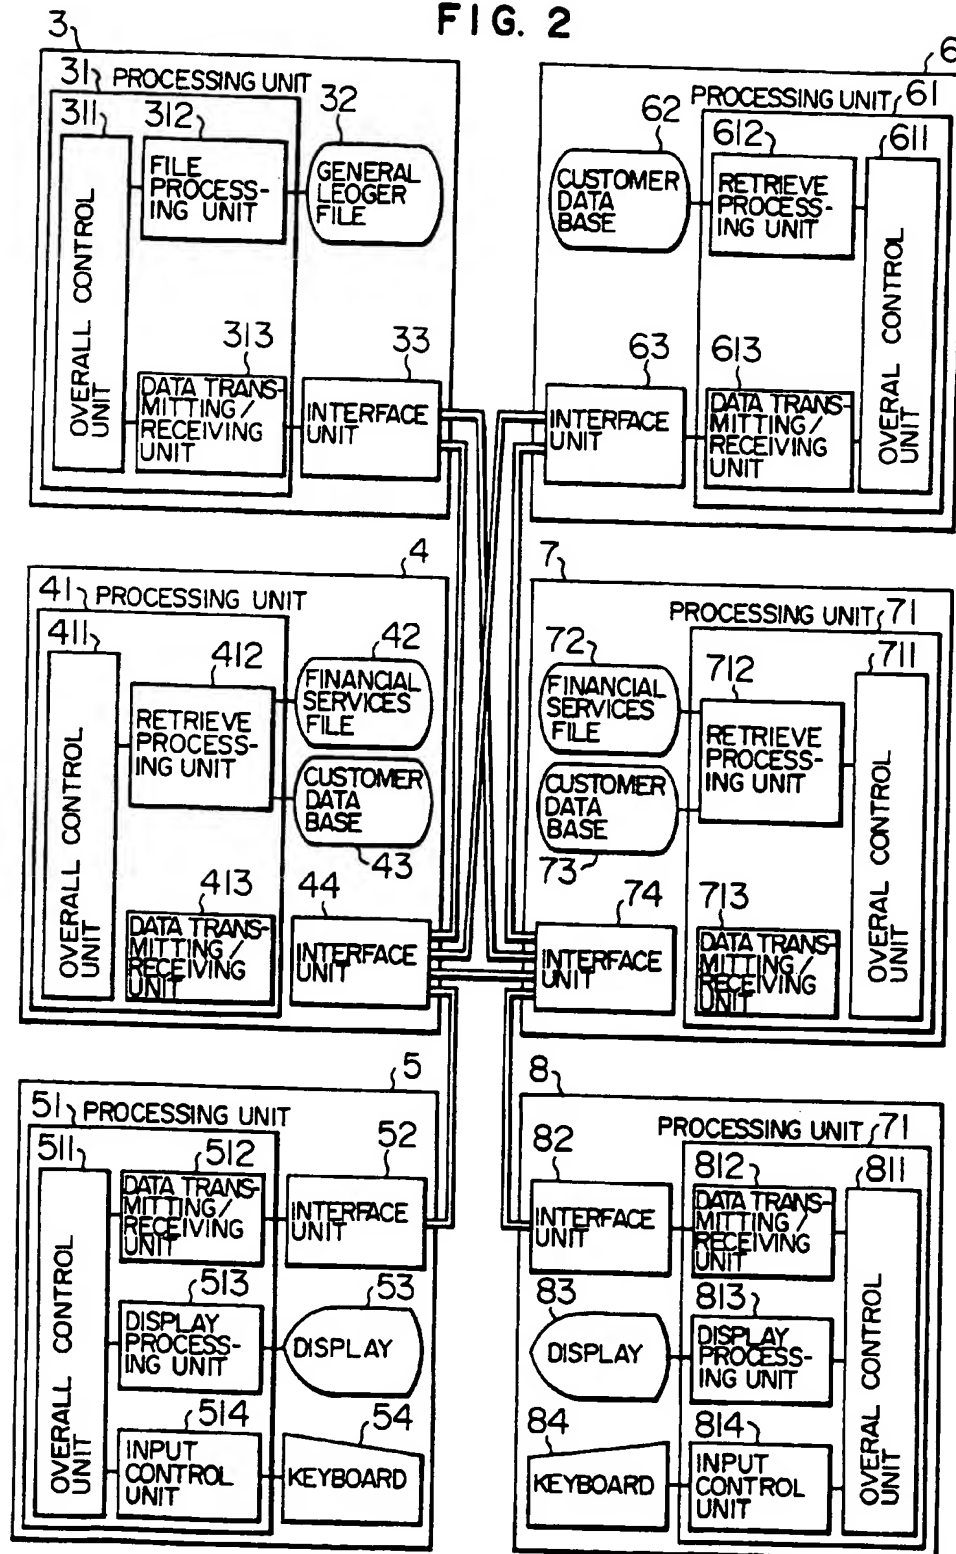 FIG. 2
3
31 PROCESSING UNIT
311
312
32
FILE
PROCESS-
ING UNIT
GENERAL
LEOGER
FILE
OVERALL CONTROL
UNIT
313
33
DATA TRANS-
MITTING/
RECEIVING
UNIT
INTERFACE
UNIT
6
PROCESSING UNIT 61
62
612
611
CUSTOMER
DATA
BASE
RETRIEVE
PROCESS-
ING UNIT
OVERALL CONTROL
UNIT
63
613
INTERFACE
UNIT
DATA TRANS-
MITTING/
RECEIVING
UNIT
4
41 PROCESSING UNIT
411
412
42
FINANCIAL
SERVICES
FILE
RETRIEVE
PROCESS-
ING UNIT
CUSTOMER
DATA
BASE
43
OVERALL CONTROL
UNIT
413
44
DATA TRANS-
MITTING/
RECEIVING
UNIT
INTERFACE
UNIT
7
PROCESSING UNIT 71
72
712
711
FINANCIAL
SERVICES
FILE
RETRIEVE
PROCESS-
ING UNIT
CUSTOMER
DATA
BASE
73
OVERALL CONTROL
UNIT
74
713
INTERFACE
UNIT
DATA TRANS-
MITTING/
RECEIVING
UNIT
5
51 PROCESSING UNIT
511
512
52
DATA TRANS-
MITTING/
RECEIVING
UNIT
INTERFACE
UNIT
513
53
DISPLAY
PROCESS-
ING UNIT
DISPLAY
OVERALL CONTROL
UNIT
514
54
INPUT
CONTROL
UNIT
KEYBOARD
8
PROCESSING UNIT 71
82
812
811
INTERFACE
UNIT
DATA TRANS-
MITTING/
RECEIVING
UNIT
83
813
DISPLAY
DISPLAY
PROCESS-
ING UNIT
OVERALL CONTROL
UNIT
84
814
KEYBOARD
INPUT
CONTROL
UNIT